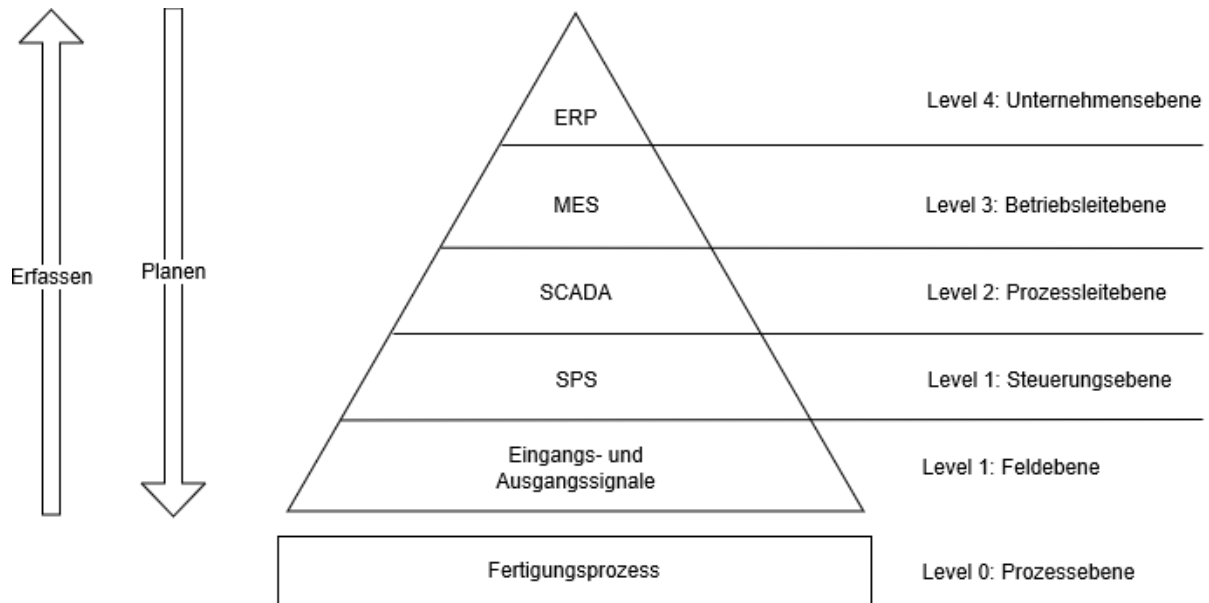 ERP
Level 4: Unternehmensebene
MES
Level 3: Betriebsleitebene
Erfassen
Planen
SCADA
Level 2: Prozessleitebene
SPS
Level 1: Steuerungsebene
Eingangs- und
Ausgangssignale
Level 1: Feldebene
Fertigungsprozess
Level 0: Prozessebene